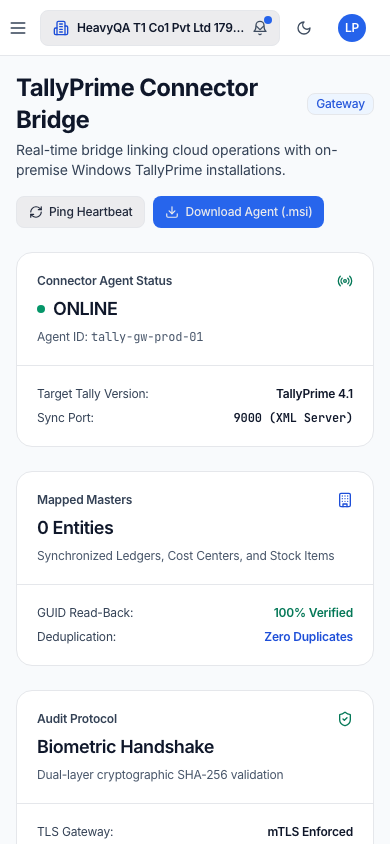 HeavyQA T1 Co1 Pvt Ltd 179...
LP
TallyPrime Connector
Bridge
Gateway
Real-time bridge linking cloud operations with on-
premise Windows TallyPrime installations.
Ping Heartbeat
Download Agent (.msi)
Connector Agent Status
ONLINE
Agent ID: tally-gw-prod-01
Target Tally Version: TallyPrime 4.1
Sync Port: 9000 (XML Server)
Mapped Masters
0 Entities
Synchronized Ledgers, Cost Centers, and Stock Items
GUID Read-Back: 100% Verified
Deduplication: Zero Duplicates
Audit Protocol
Biometric Handshake
Dual-layer cryptographic SHA-256 validation
TLS Gateway: mTLS Enforced